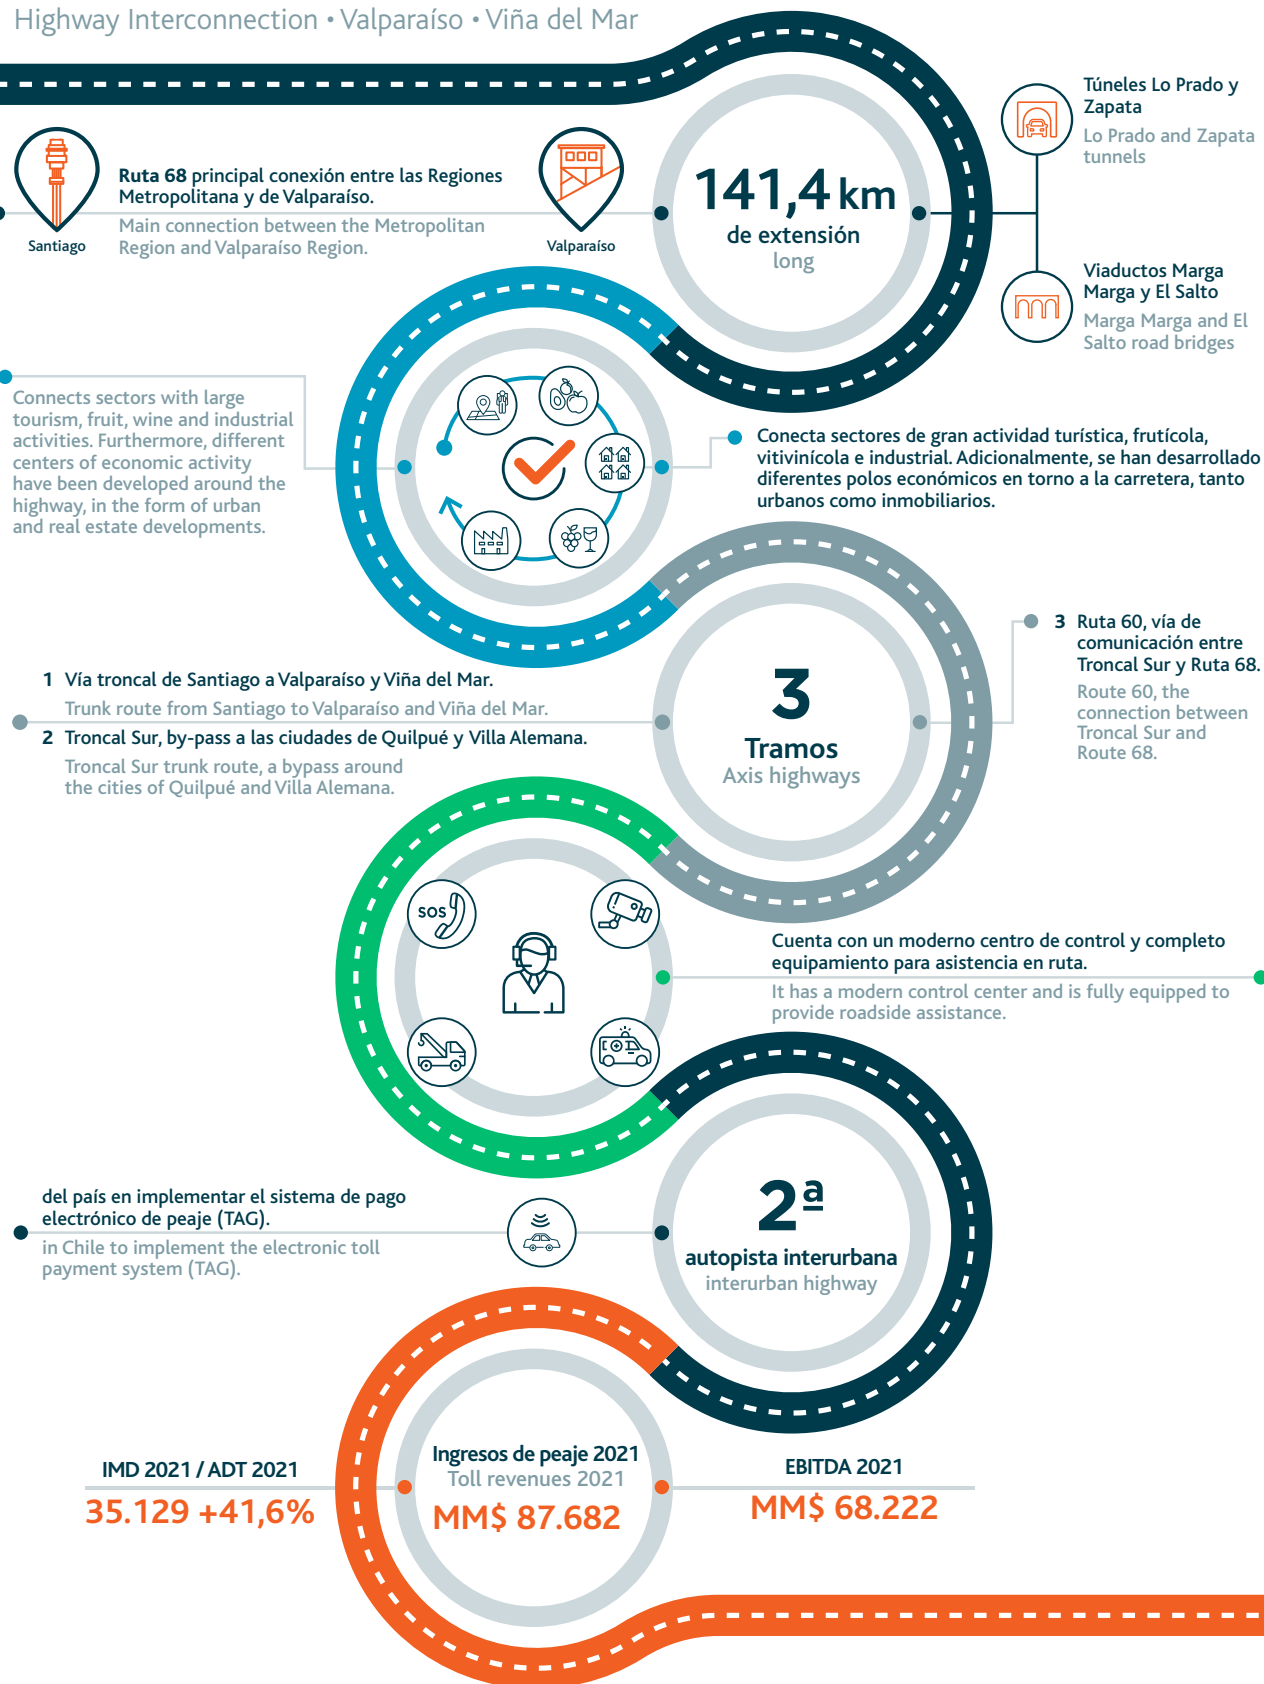 Highway Interconnection • Valparaíso • Viña del Mar
Túneles Lo Prado y
Zapata
Lo Prado and Zapata
tunnels
Ruta 68 principal conexión entre las Regiones
Metropolitana y de Valparaíso.
Main connection between the Metropolitan
Region and Valparaíso Region.
Santiago
Valparaíso
141,4 km
de extensión
long
Viaductos Marga
Marga y El Salto
Marga Marga and El
Salto road bridges
Connects sectors with large
tourism, fruit, wine and industrial
activities. Furthermore, different
centers of economic activity
have been developed around the
highway, in the form of urban
and real estate developments.
Conecta sectores de gran actividad turística, frutícola,
vitivinícola e industrial. Adicionalmente, se han desarrollado
diferentes polos económicos en torno a la carretera, tanto
urbanos como inmobiliarios.
1 Vía troncal de Santiago a Valparaíso y Viña del Mar.
Trunk route from Santiago to Valparaíso and Viña del Mar.
2 Troncal Sur, by-pass a las ciudades de Quilpué y Villa Alemana.
Troncal Sur trunk route, a bypass around
the cities of Quilpué and Villa Alemana.
3
Tramos
Axis highways
3 Ruta 60, vía de
comunicación entre
Troncal Sur y Ruta 68.
Route 60, the
connection between
Troncal Sur and
Route 68.
SOS
Cuenta con un moderno centro de control y completo
equipamiento para asistencia en ruta.
It has a modern control center and is fully equipped to
provide roadside assistance.
del país en implementar el sistema de pago
electrónico de peaje (TAG).
in Chile to implement the electronic toll
payment system (TAG).
2ª
autopista interurbana
interurban highway
IMD 2021 / ADT 2021
35.129 +41,6%
Ingresos de peaje 2021
Toll revenues 2021
MM$ 87.682
EBITDA 2021
MM$ 68.222